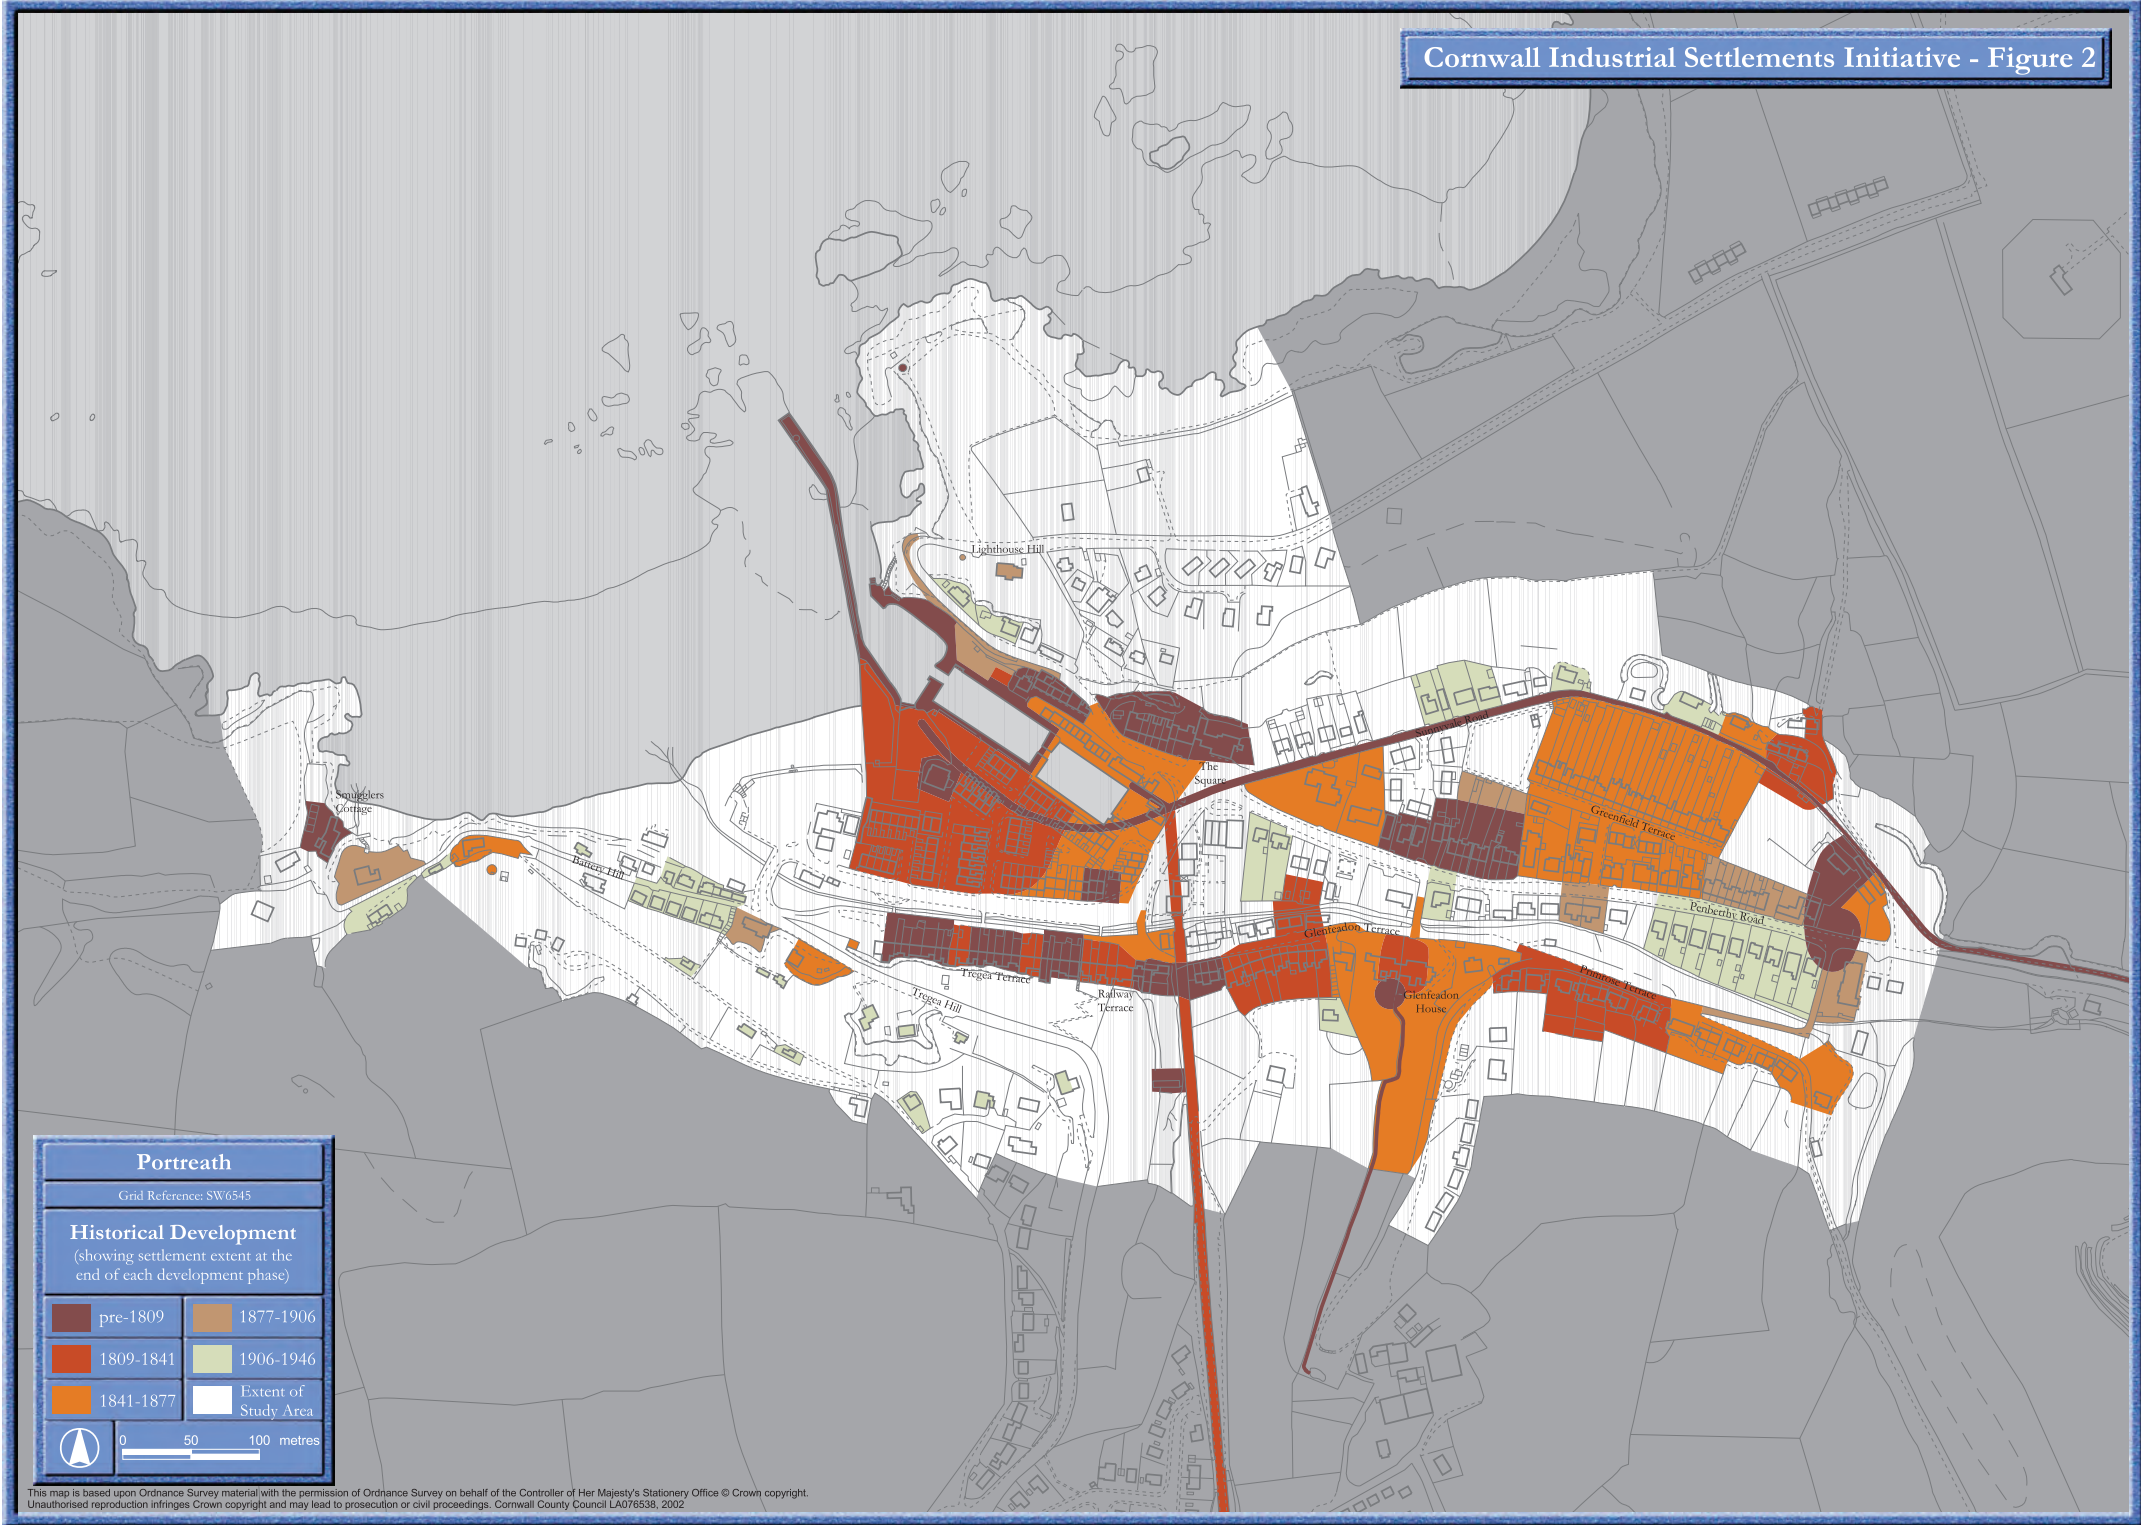 Cornwall Industrial Settlements Initiative - Figure 2
Lighthouse Hill
Sunnyvale Road
The
Square
Smugglers
Cottage
Greenfield Terrace
Battery Hill
Penberthy Road
Glenfeadon Terrace
Tregea Terrace
Primrose Terrace
Tregea Hill
Railway
Terrace
Glenfeadon
House
Portreath
Grid Reference: SW6545
Historical Development
(showing settlement extent at the
end of each development phase)
pre-1809
1877-1906
1809-1841
1906-1946
1841-1877
Extent of
Study Area
0 50 100 metres
This map is based upon Ordnance Survey material with the permission of Ordnance Survey on behalf of the Controller of Her Majesty's Stationery Office © Crown copyright.
Unauthorised reproduction infringes Crown copyright and may lead to prosecution or civil proceedings. Cornwall County Council LA076538, 2002